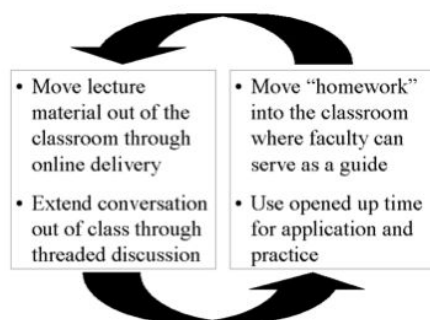 • Move lecture
material out of the
classroom through
online delivery
• Extend conversation
out of class through
threaded discussion
• Move “homework”
into the classroom
where faculty can
serve as a guide
• Use opened up time
for application and
practice